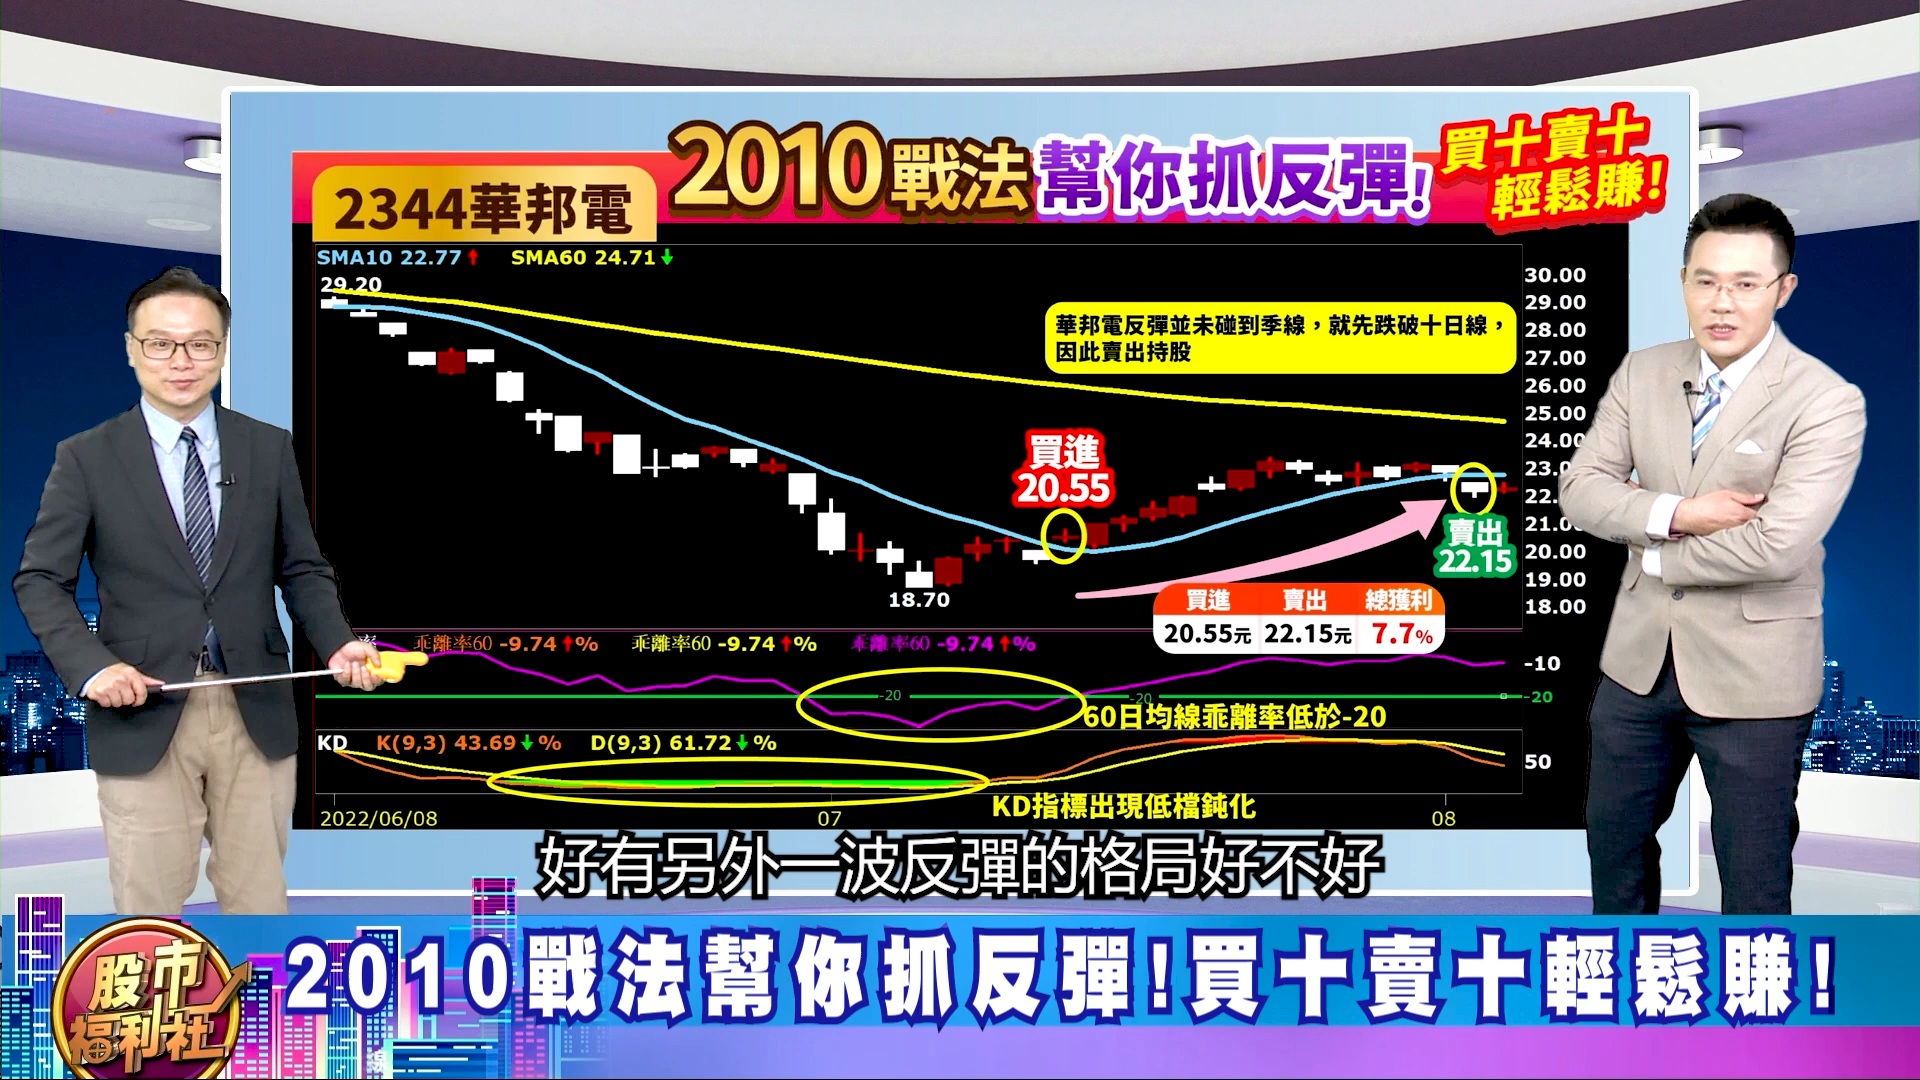 2344華邦電
2010戰法幫你抓反彈!
買十賣十
輕鬆賺!
SMA10 22.77
SMA60 24.71
29.20
華邦電反彈並未碰到季線，就先跌破十日線，
因此賣出持股
30.00
29.00
28.00
27.00
26.00
25.00
24.00
23.0
22.
21.0
20.00
19.00
18.00
買進
20.55
賣出
22.15
18.70
買進 賣出 總獲利
20.55元 22.15元 7.7%
率 乖離率60 -9.74% 乖離率60 -9.74% 乖離率60 -9.74%
-10
-20
-20
-20
60日均線乖離率低於-20
KD K(9,3) 43.69% D(9,3) 61.72%
50
KD指標出現低檔鈍化
2022/06/08
07
08
好有另外一波反彈的格局好不好
2010戰法幫你抓反彈!買十賣十輕鬆賺!
股市
福利社